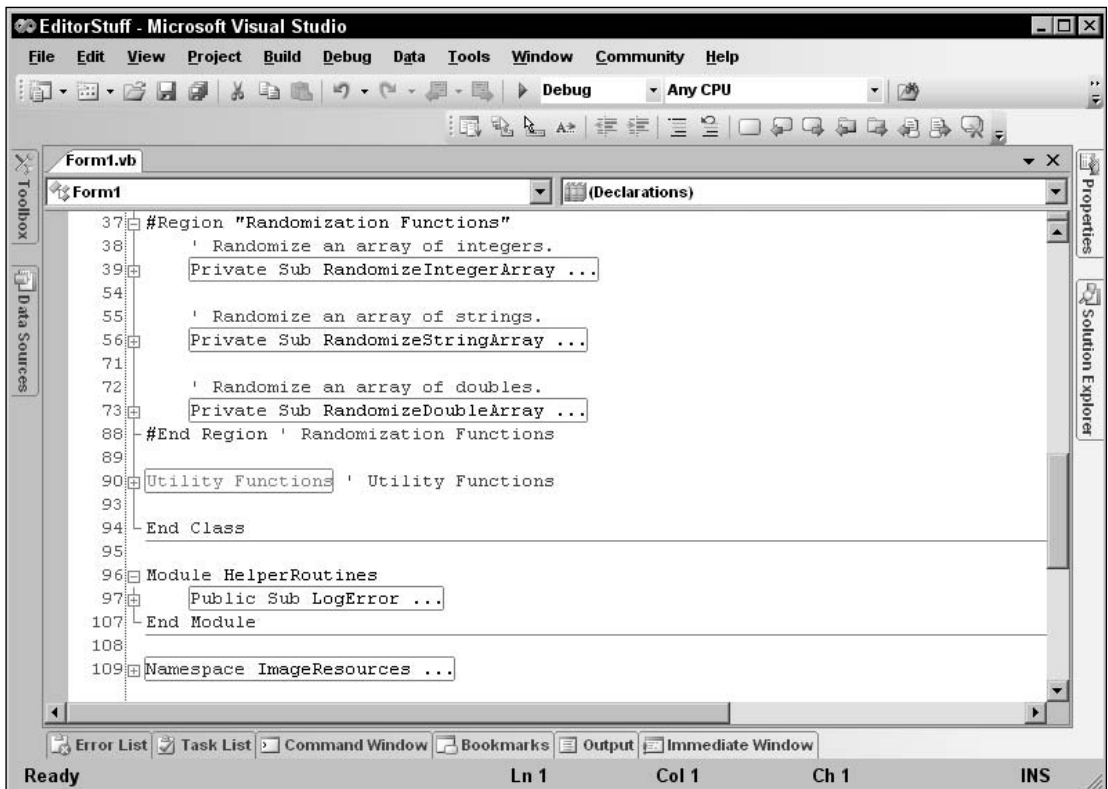 EditorStuff - Microsoft Visual Studio
File Edit View Project Build Debug Data Tools Window Community Help
Debug Any CPU
Toolbox
Data Sources
Form1.vb
Form1 (Declarations)
37 #Region "Randomization Functions"
38 ' Randomize an array of integers.
39 Private Sub RandomizeIntegerArray ...
54
55 ' Randomize an array of strings.
56 Private Sub RandomizeStringArray ...
71
72 ' Randomize an array of doubles.
73 Private Sub RandomizeDoubleArray ...
88 #End Region ' Randomization Functions
89
90 Utility Functions ' Utility Functions
93
94 End Class
95
96 Module HelperRoutines
97 Public Sub LogError ...
107 End Module
108
109 Namespace ImageResources ...
Properties
Solution Explorer
Error List Task List Command Window Bookmarks Output Immediate Window
Ready Ln 1 Col 1 Ch 1 INS